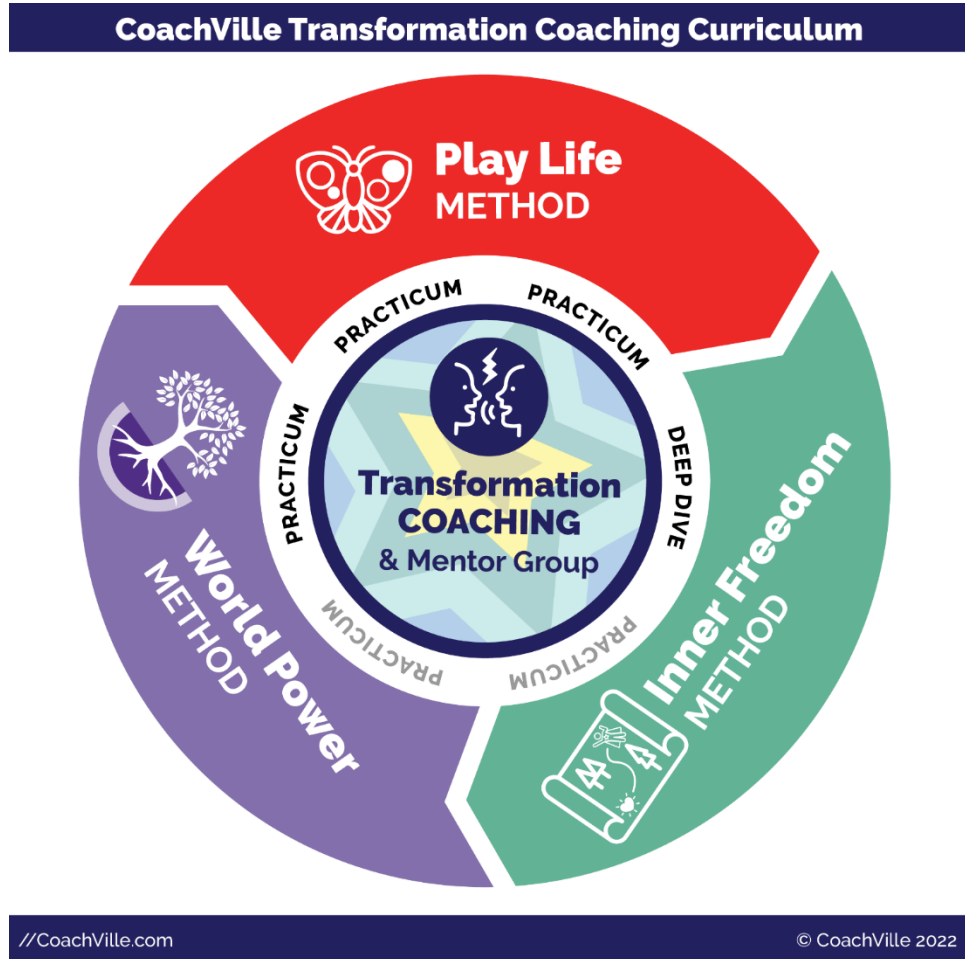 CoachVille Transformation Coaching Curriculum
Play Life
METHOD
PRACTICUM
PRACTICUM
PRACTICUM
DEEP DIVE
Transformation
COACHING
& Mentor Group
World Power
METHOD
Inner Freedom
METHOD
PRACTICUM
PRACTICUM
//CoachVille.com
© CoachVille 2022